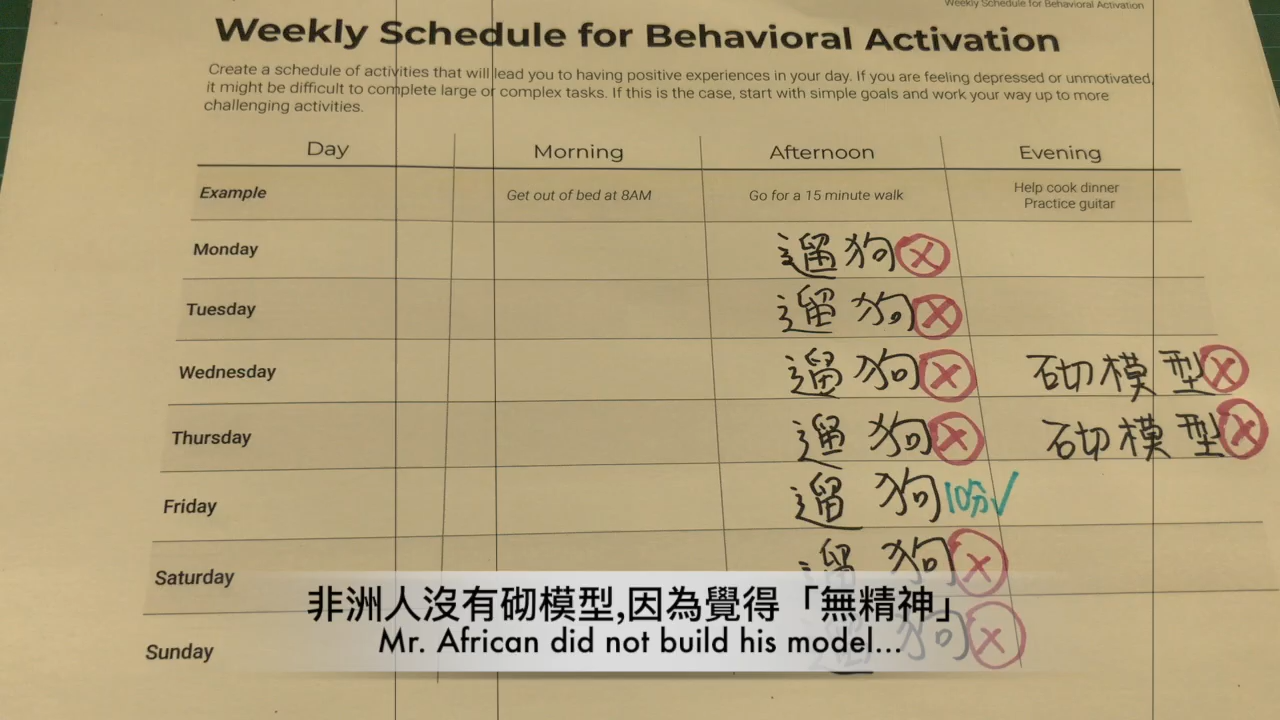 Weekly Schedule for Behavioral Activation
Weekly Schedule for Behavioral Activation
Create a schedule of activities that will lead you to having positive experiences in your day. If you are feeling depressed or unmotivated,
it might be difficult to complete large or complex tasks. If this is the case, start with simple goals and work your way up to more
challenging activities.
Day Morning Afternoon Evening
Example Get out of bed at 8AM Go for a 15 minute walk Help cook dinner
Practice guitar
Monday 遛狗 X
Tuesday 遛狗 X
Wednesday 遛狗 X 砌模型 X
Thursday 遛狗 X 砌模型 X
Friday 遛狗 10分 ✓
Saturday 遛狗 X
非洲人沒有砌模型,因為覺得「無精神」
Mr. African did not build his model...
Sunday 遛狗 X